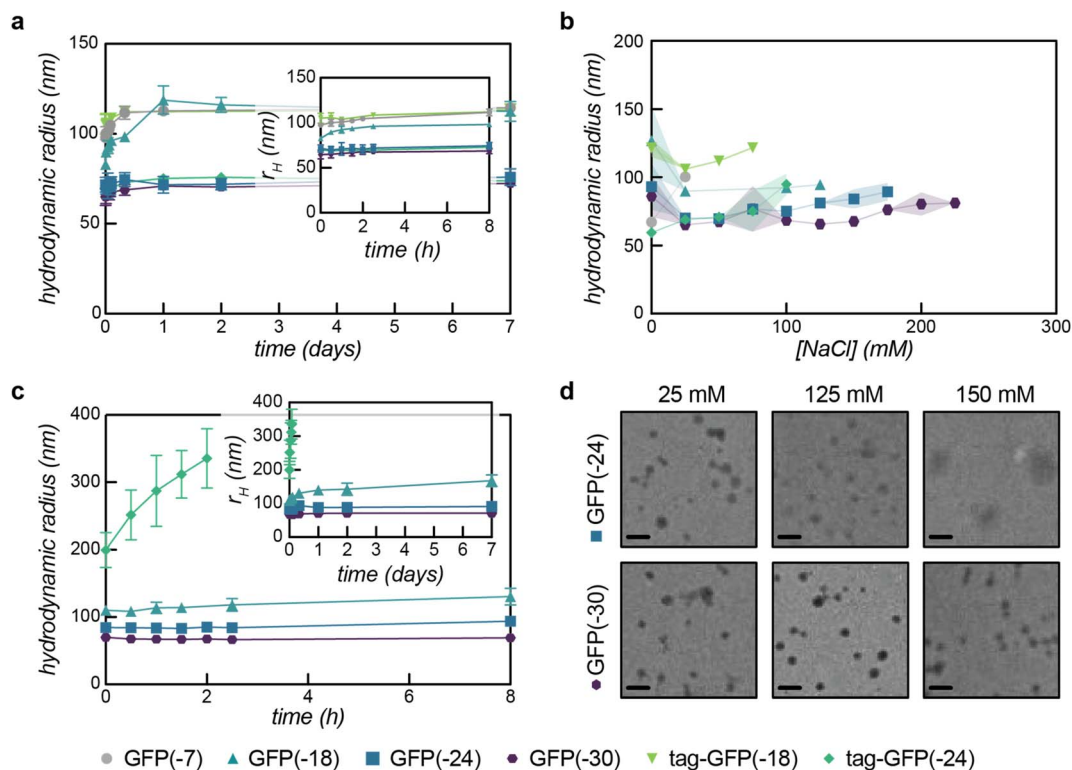 a
hydrodynamic radius (nm)
150
100
50
0
0 1 2 3 4 5 6 7
time (days)
r_H (nm)
150
100
50
0
0 2 4 6 8
time (h)
b
hydrodynamic radius (nm)
200
150
100
50
0
0 100 200 300
[NaCl] (mM)
c
hydrodynamic radius (nm)
400
300
200
100
0
0 2 4 6 8
time (h)
r_H (nm)
400
300
200
100
0
0 1 2 3 4 5 6 7
time (days)
d
25 mM 125 mM 150 mM
GFP(-24)
GFP(-30)
GFP(-7) GFP(-18) GFP(-24) GFP(-30) tag-GFP(-18) tag-GFP(-24)